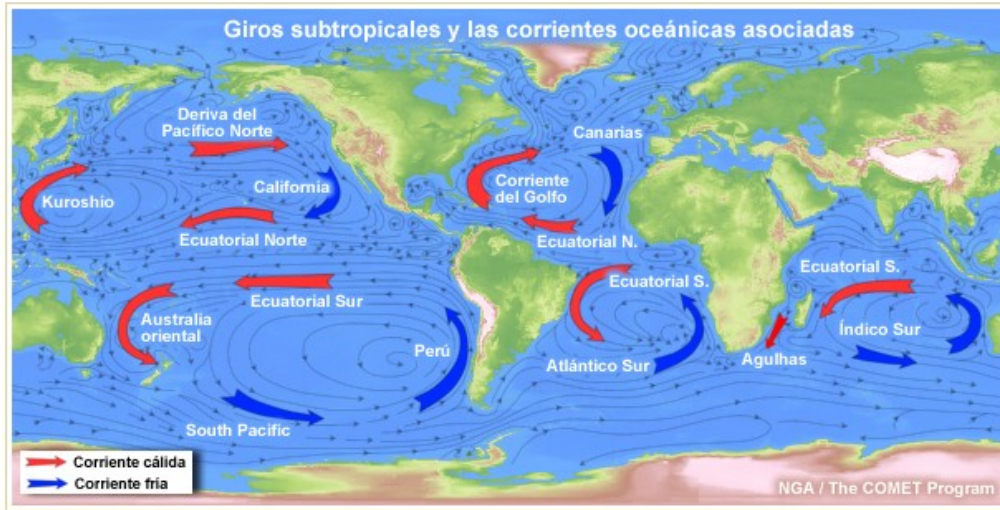 Giros subtropicales y las corrientes oceánicas asociadas
Deriva del
Pacífico Norte
Canarias
Kuroshio
California
Corriente
del Golfo
Ecuatorial Norte
Ecuatorial N.
Ecuatorial Sur
Ecuatorial S.
Ecuatorial S.
Australia
oriental
Perú
Atlántico Sur
Agulhas
Índico Sur
South Pacific
Corriente cálida
Corriente fría
NGA / The COMET Program